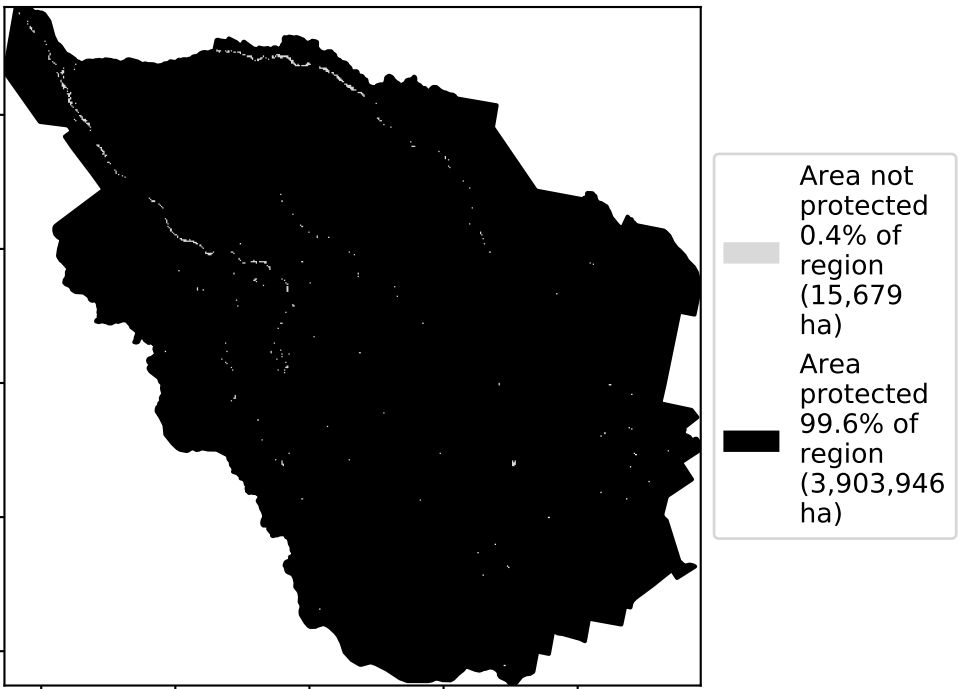 Area not
protected
0.4% of
region
(15,679
ha)
Area
protected
99.6% of
region
(3,903,946
ha)